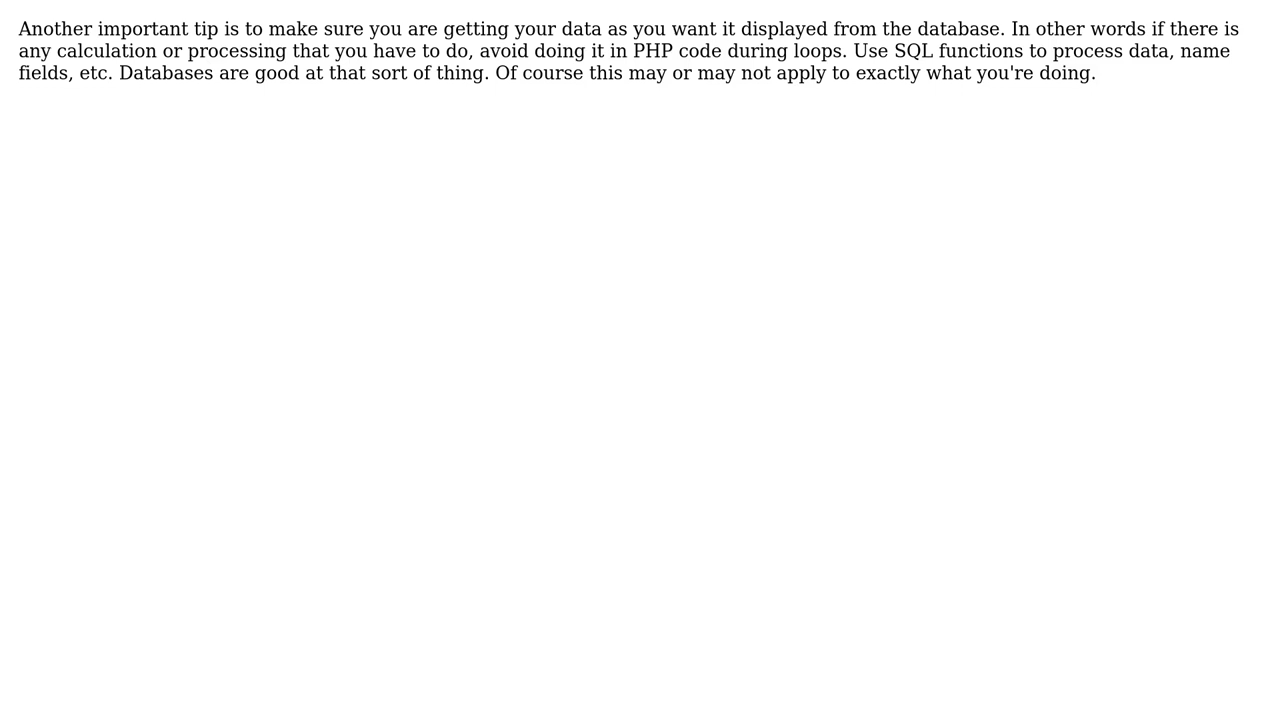 Another important tip is to make sure you are getting your data as you want it displayed from the database. In other words if there is
any calculation or processing that you have to do, avoid doing it in PHP code during loops. Use SQL functions to process data, name
fields, etc. Databases are good at that sort of thing. Of course this may or may not apply to exactly what you're doing.